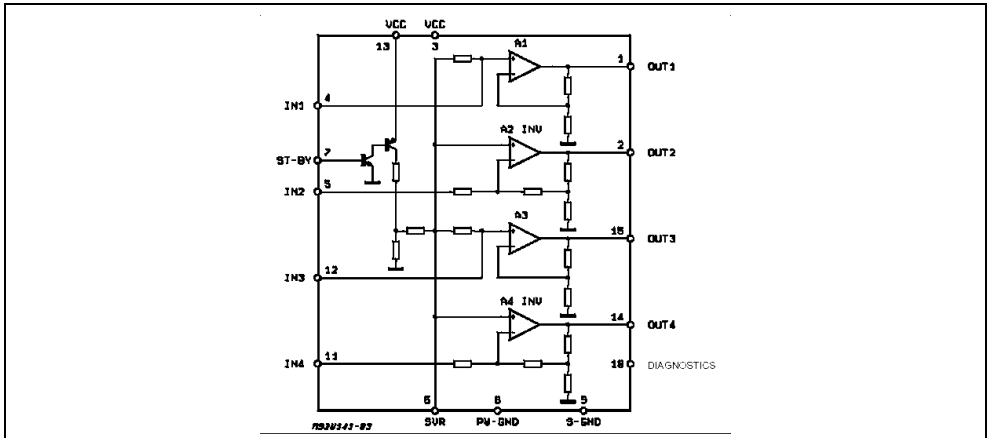 VCC VCC
13 3
A1
1 OUT1
IN1 4
A2 INV
2 OUT2
ST-BY 7
IN2 5
A3
15 OUT3
IN3 12
A4 INV
14 OUT4
IN4 11
10 DIAGNOSTICS
6 8 9
SVR PW-GND S-GND